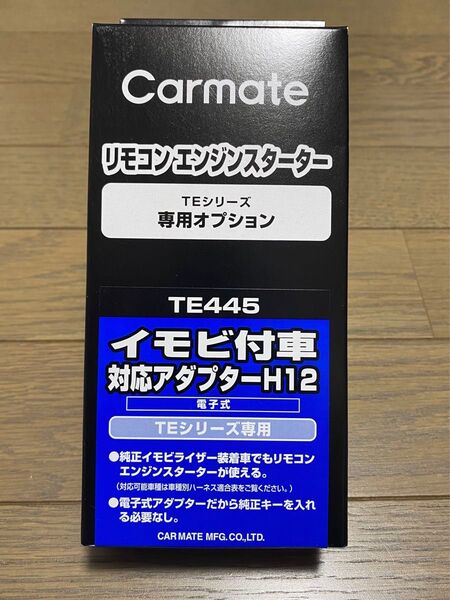 Carmate
リモコンエンジンスターター
TEシリーズ
専用オプション
TE445
イモビ付車
対応アダプターH12
電子式
TEシリーズ専用
●純正イモビライザー装着車でもリモコン
エンジンスターターが使える。
(対応可能車種は車種別ハーネス適合表をご覧ください。)
●電子式アダプターだから純正キーを入れ
る必要なし。
CAR MATE MFG. CO., LTD.